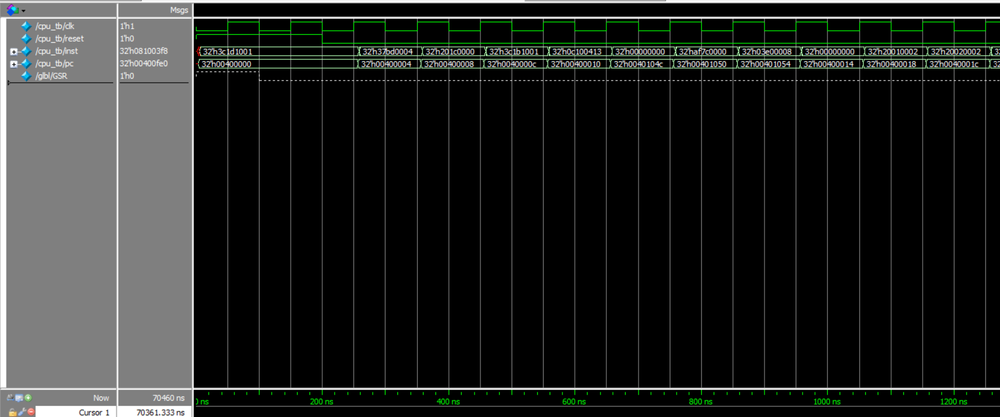 Msgs
/cpu_tb/clk 1'h1
/cpu_tb/reset 1'h0
/cpu_tb/inst 32'h081003f8 32'h3c1d1001 32'h37bd0004 32'h201c0000 32'h3c1b1001 32'h0c100413 32'h00000000 32'haf7c0000 32'h03e00008 32'h00000000 32'h20010002 32'h20020002
/cpu_tb/pc 32'h00400fe0 32'h00400000 32'h00400004 32'h00400008 32'h0040000c 32'h00400010 32'h0040104c 32'h00401050 32'h00401054 32'h00400014 32'h00400018 32'h0040001c 32
/glbl/GSR 1'h0
Now 70460 ns ns 200 ns 400 ns 600 ns 800 ns 1000 ns 1200 ns
Cursor 1 70361.333 ns